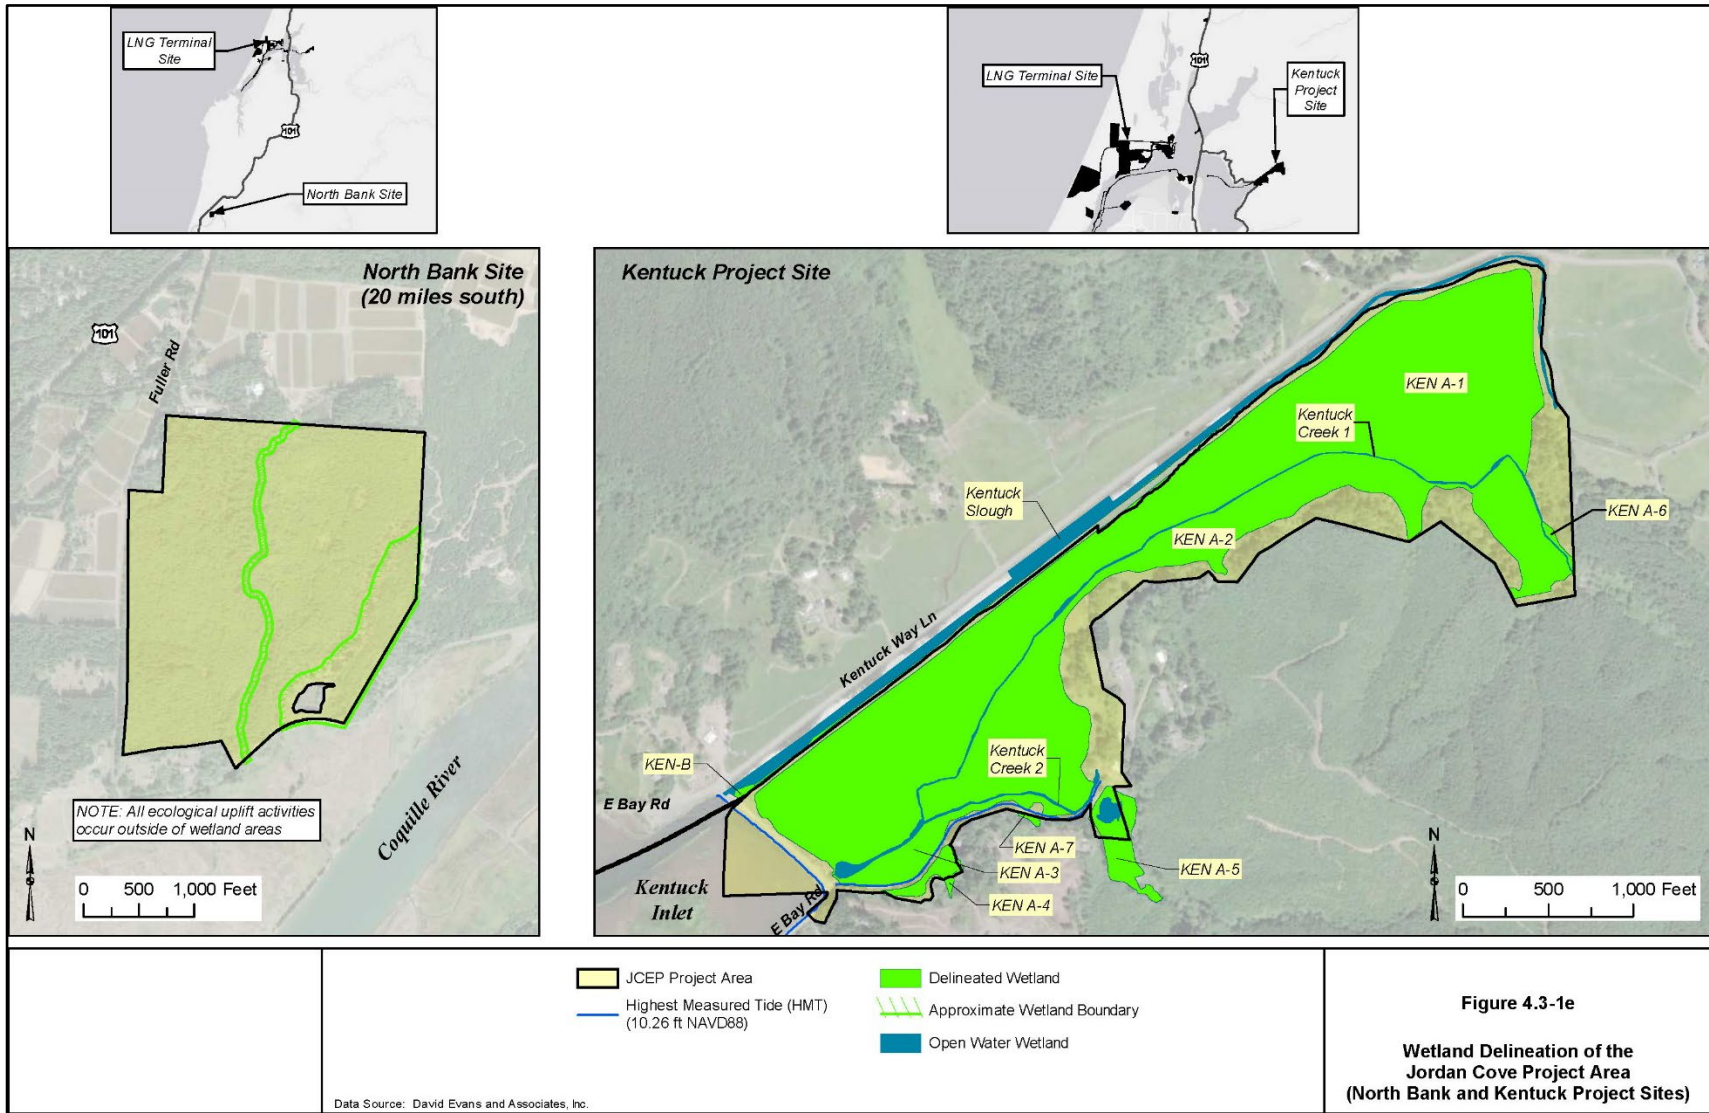 LNG Terminal
Site
101
North Bank Site
LNG Terminal Site
101
Kentuck
Project
Site
North Bank Site
(20 miles south)
101
Fuller Rd
Coquille River
NOTE: All ecological uplift activities
occur outside of wetland areas
N
0 500 1,000 Feet
Kentuck Project Site
KEN A-1
Kentuck
Creek 1
Kentuck
Slough
KEN A-6
KEN A-2
Kentuck Way Ln
KEN-B
Kentuck
Creek 2
E Bay Rd
KEN A-7
KEN A-3
KEN A-5
KEN A-4
Kentuck
Inlet
E Bay Rd
N
0 500 1,000 Feet
JCEP Project Area
Highest Measured Tide (HMT)
(10.26 ft NAVD88)
Delineated Wetland
Approximate Wetland Boundary
Open Water Wetland
Data Source: David Evans and Associates, Inc.
Figure 4.3-1e
Wetland Delineation of the
Jordan Cove Project Area
(North Bank and Kentuck Project Sites)